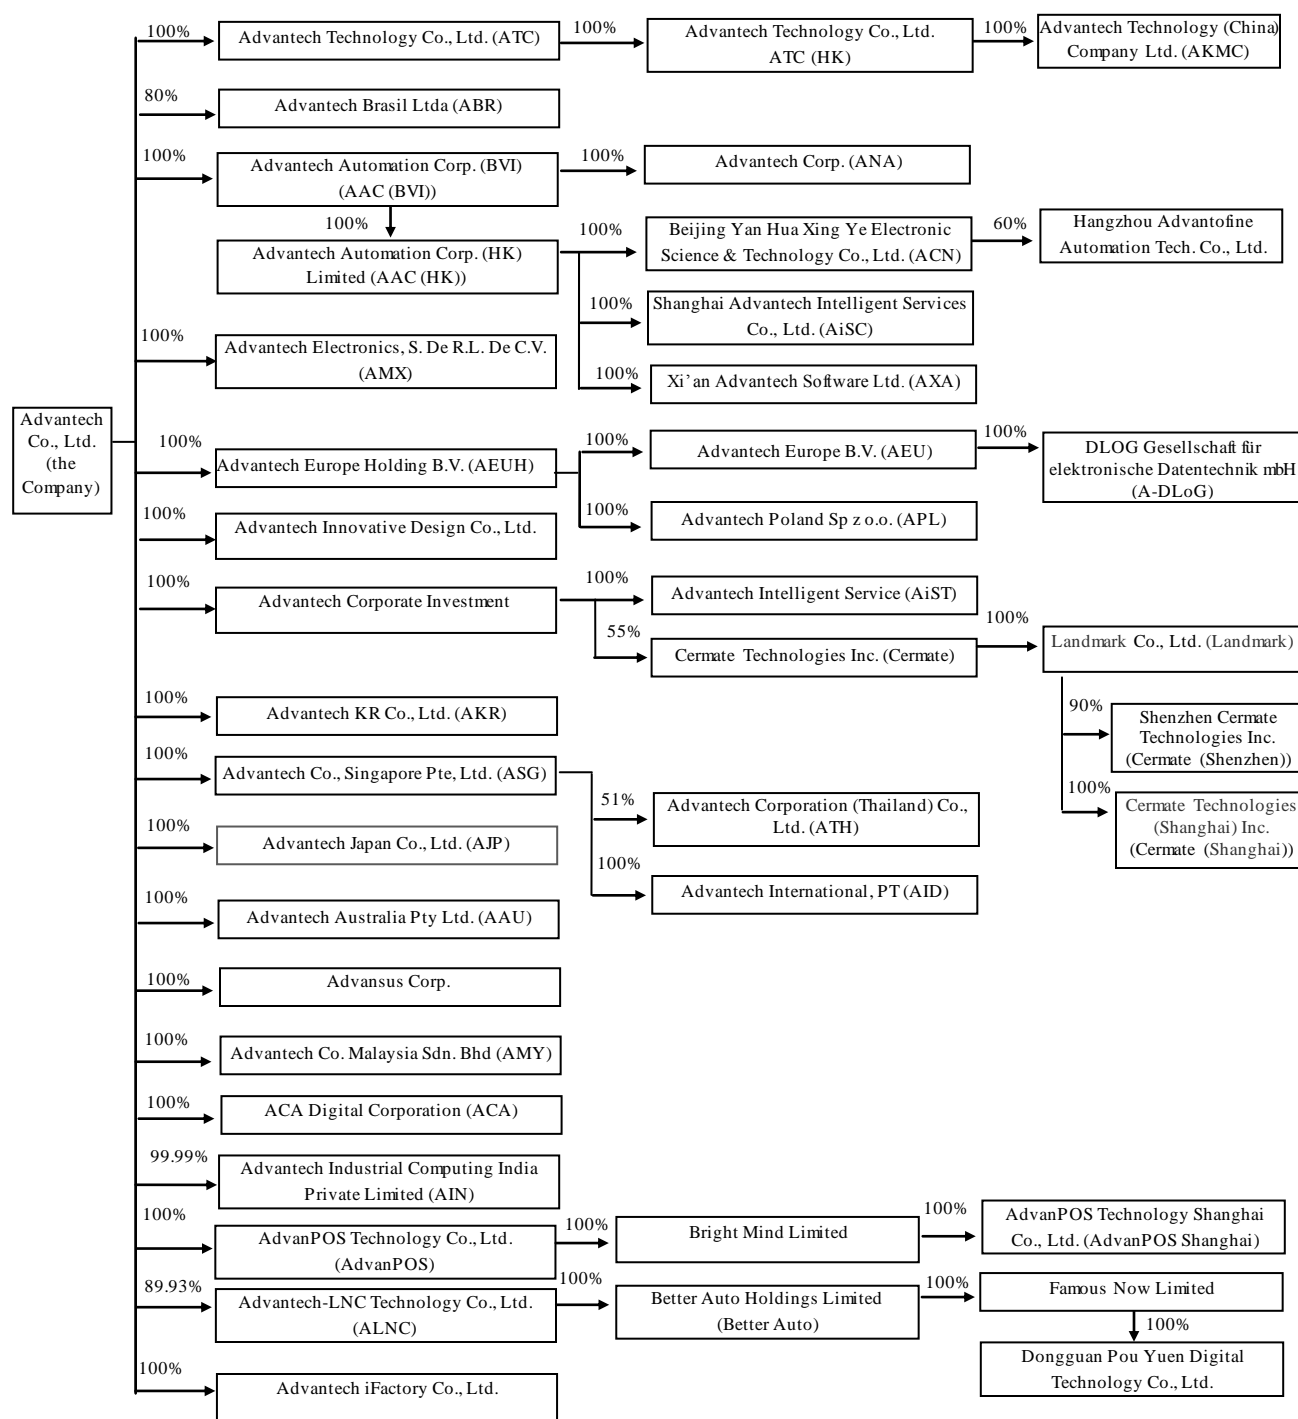 100%
Advantech Technology Co., Ltd. (ATC)
100%
Advantech Technology Co., Ltd.
ATC (HK)
100%
Advantech Technology (China)
Company Ltd. (AKMC)
80%
Advantech Brasil Ltda (ABR)
100%
Advantech Automation Corp. (BVI)
(AAC (BVI))
100%
Advantech Corp. (ANA)
100%
Advantech Automation Corp. (HK)
Limited (AAC (HK))
100%
Beijing Yan Hua Xing Ye Electronic
Science & Technology Co., Ltd. (ACN)
60%
Hangzhou Advantofine
Automation Tech. Co., Ltd.
100%
Shanghai Advantech Intelligent Services
Co., Ltd. (AiSC)
100%
Xi’an Advantech Software Ltd. (AXA)
100%
Advantech Electronics, S. De R.L. De C.V.
(AMX)
Advantech
Co., Ltd.
(the
Company)
100%
Advantech Europe Holding B.V. (AEUH)
100%
Advantech Europe B.V. (AEU)
100%
DLOG Gesellschaft für
elektronische Datentechnik mbH
(A-DLoG)
100%
Advantech Poland Sp z o.o. (APL)
100%
Advantech Innovative Design Co., Ltd.
100%
Advantech Corporate Investment
100%
Advantech Intelligent Service (AiST)
55%
Cermate Technologies Inc. (Cermate)
100%
Landmark Co., Ltd. (Landmark)
90%
Shenzhen Cermate
Technologies Inc.
(Cermate (Shenzhen))
100%
Cermate Technologies
(Shanghai) Inc.
(Cermate (Shanghai))
100%
Advantech KR Co., Ltd. (AKR)
100%
Advantech Co., Singapore Pte, Ltd. (ASG)
51%
Advantech Corporation (Thailand) Co.,
Ltd. (ATH)
100%
Advantech International, PT (AID)
100%
Advantech Japan Co., Ltd. (AJP)
100%
Advantech Australia Pty Ltd. (AAU)
100%
Advansus Corp.
100%
Advantech Co. Malaysia Sdn. Bhd (AMY)
100%
ACA Digital Corporation (ACA)
99.99%
Advantech Industrial Computing India
Private Limited (AIN)
100%
AdvanPOS Technology Co., Ltd.
(AdvanPOS)
100%
Bright Mind Limited
100%
AdvanPOS Technology Shanghai
Co., Ltd. (AdvanPOS Shanghai)
89.93%
Advantech-LNC Technology Co., Ltd.
(ALNC)
100%
Better Auto Holdings Limited
(Better Auto)
100%
Famous Now Limited
100%
Dongguan Pou Yuen Digital
Technology Co., Ltd.
100%
Advantech iFactory Co., Ltd.